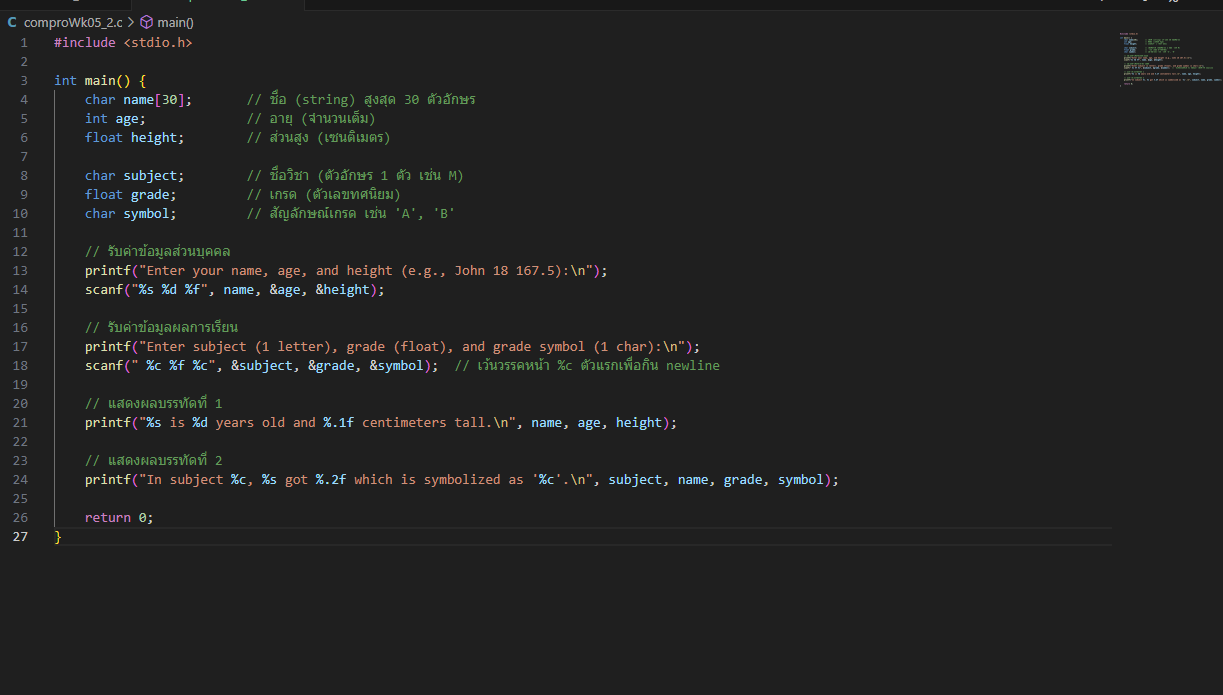 comproWk05_2.c > main()
1 #include <stdio.h>
2
3 int main() {
4 char name[30]; // ชื่อ (string) สูงสุด 30 ตัวอักษร
5 int age; // อายุ (จำนวนเต็ม)
6 float height; // ส่วนสูง (เซนติเมตร)
7
8 char subject; // ชื่อวิชา (ตัวอักษร 1 ตัว เช่น M)
9 float grade; // เกรด (ตัวเลขทศนิยม)
10 char symbol; // สัญลักษณ์เกรด เช่น 'A', 'B'
11
12 // รับค่าข้อมูลส่วนบุคคล
13 printf("Enter your name, age, and height (e.g., John 18 167.5):\n");
14 scanf("%s %d %f", name, &age, &height);
15
16 // รับค่าข้อมูลผลการเรียน
17 printf("Enter subject (1 letter), grade (float), and grade symbol (1 char):\n");
18 scanf(" %c %f %c", &subject, &grade, &symbol); // เว้นวรรคหน้า %c ตัวแรกเพื่อกิน newline
19
20 // แสดงผลบรรทัดที่ 1
21 printf("%s is %d years old and %.1f centimeters tall.\n", name, age, height);
22
23 // แสดงผลบรรทัดที่ 2
24 printf("In subject %c, %s got %.2f which is symbolized as '%c'.\n", subject, name, grade, symbol);
25
26 return 0;
27 }